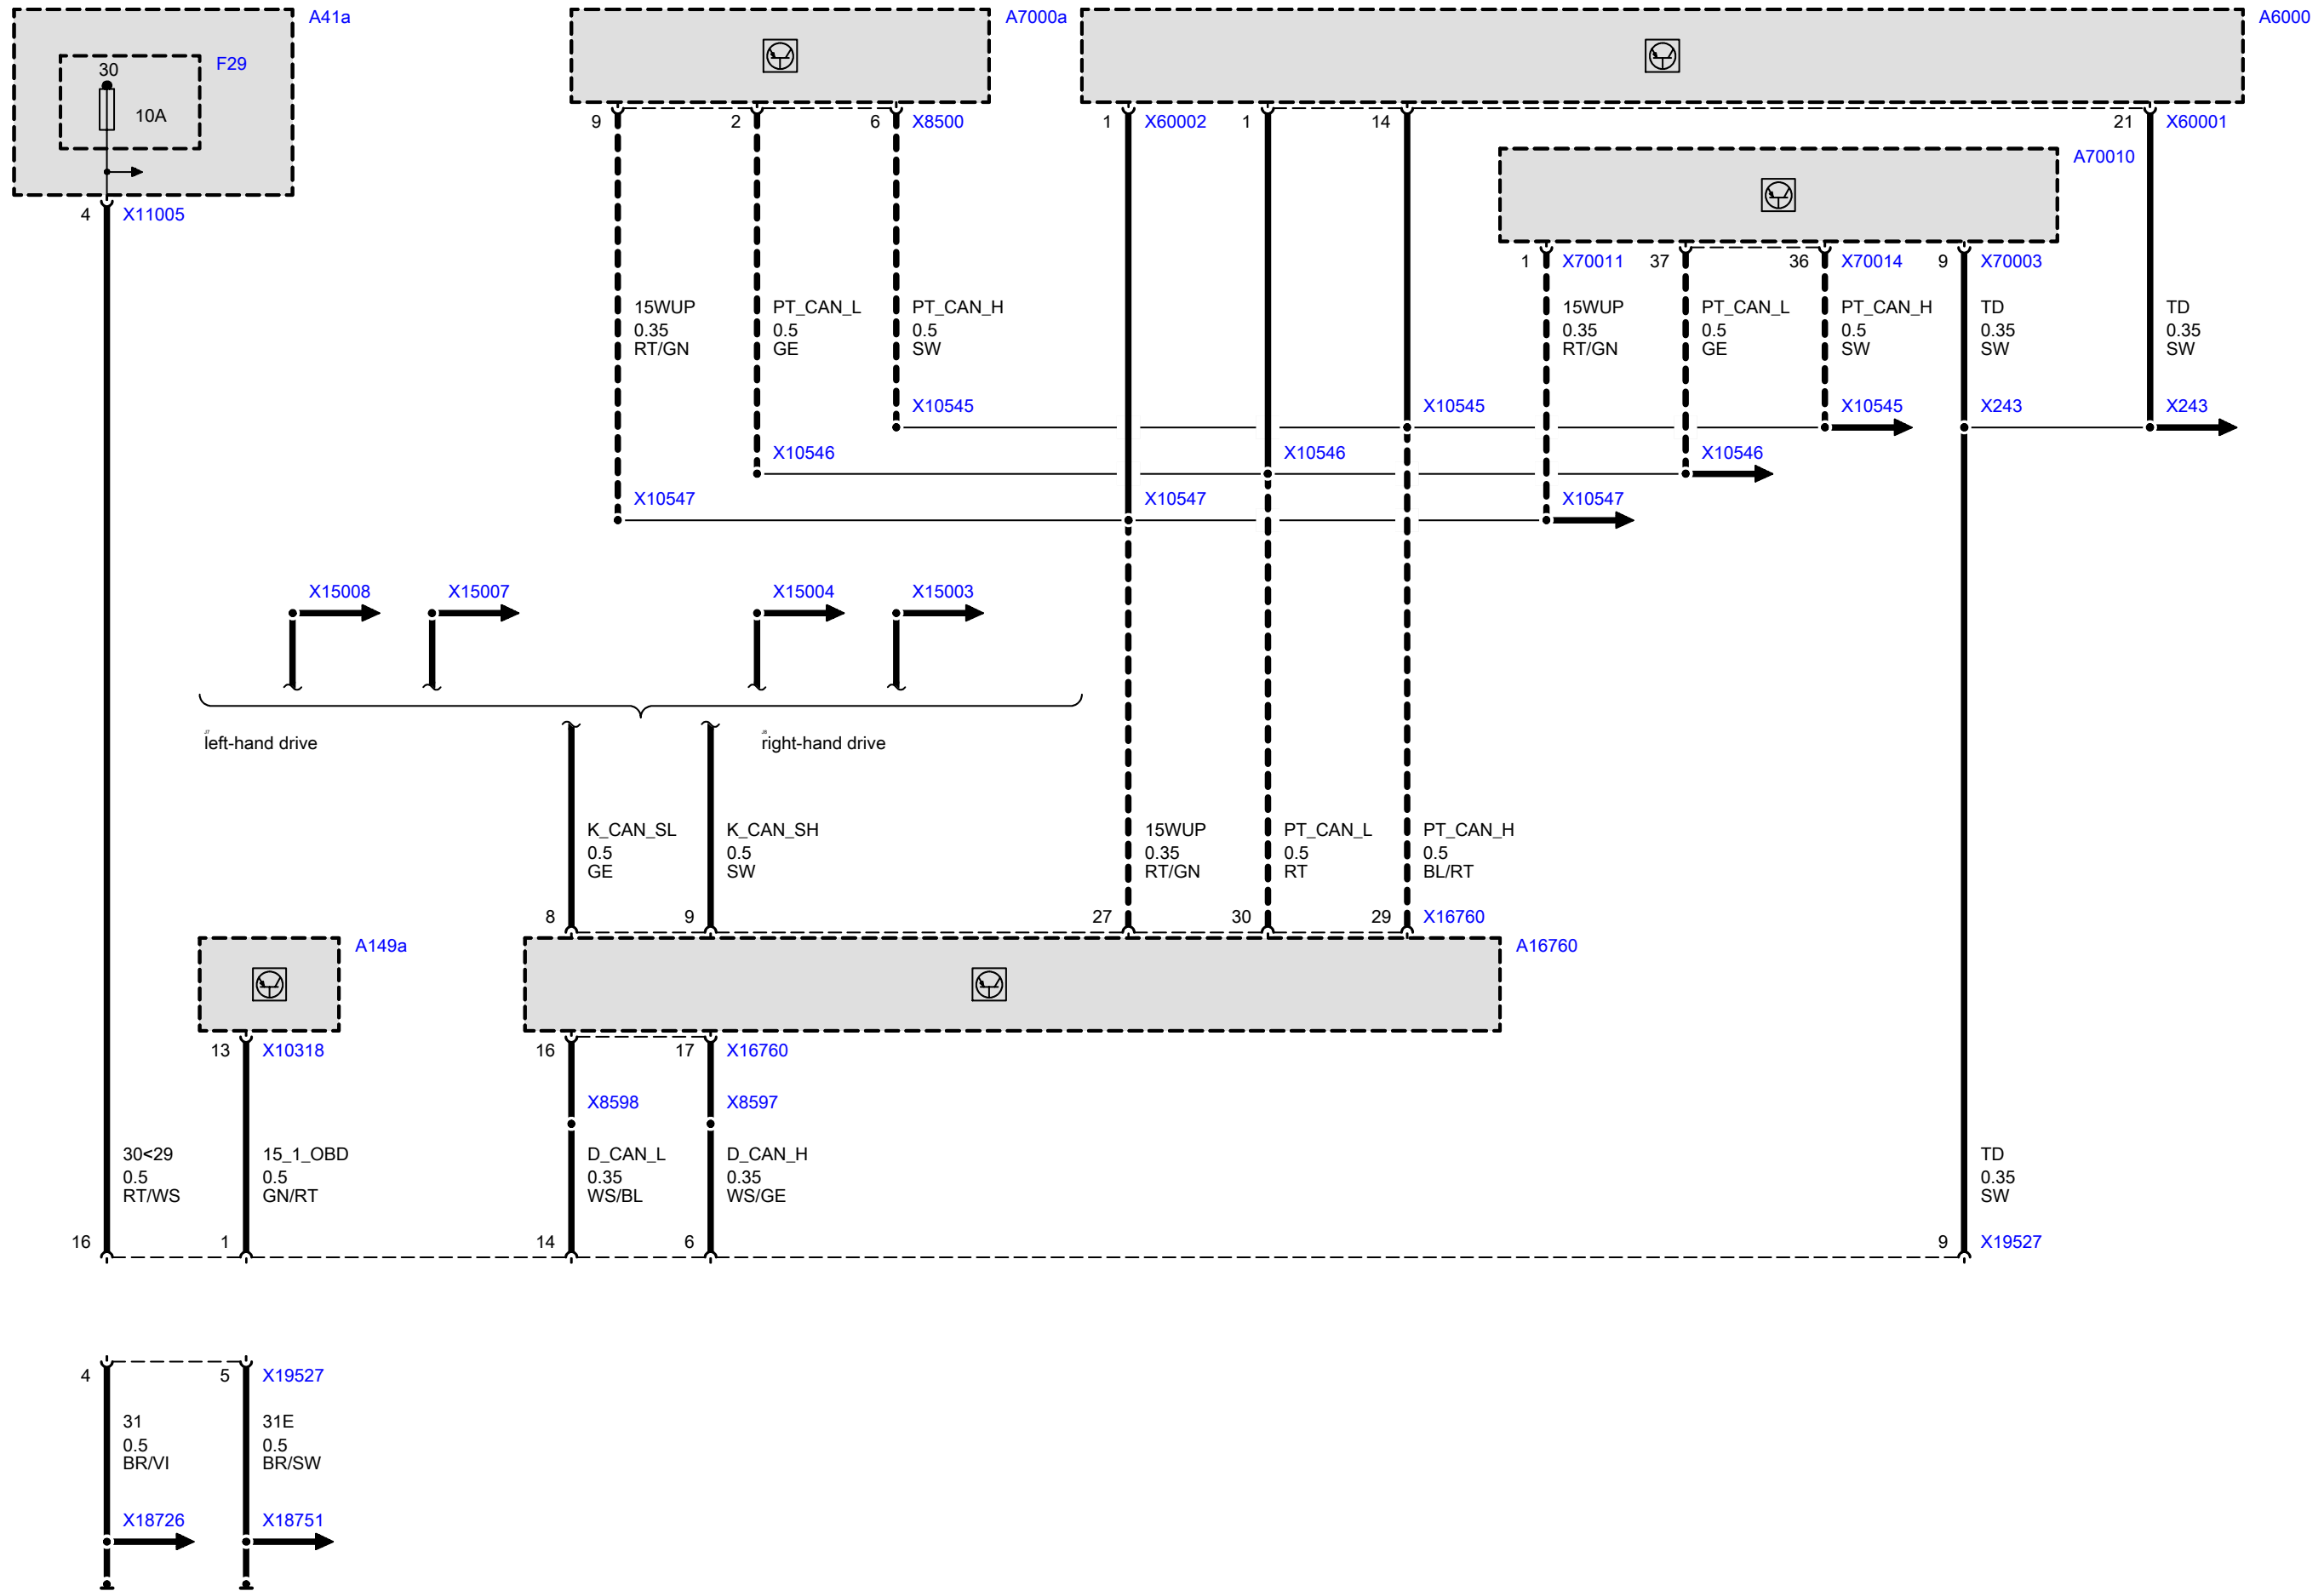 A41a
A7000a
A6000
F29
30
10A
9
2
6
X8500
1
X60002
1
14
21
X60001
A70010
4
X11005
1
X70011
37
36
X70014
9
X70003
15WUP
0.35
RT/GN
PT_CAN_L
0.5
GE
PT_CAN_H
0.5
SW
15WUP
0.35
RT/GN
PT_CAN_L
0.5
GE
PT_CAN_H
0.5
SW
TD
0.35
SW
TD
0.35
SW
X10545
X10545
X10545
X243
X243
X10546
X10546
X10546
X10547
X10547
X10547
X15008
X15007
X15004
X15003
left-hand drive
right-hand drive
K_CAN_SL
0.5
GE
K_CAN_SH
0.5
SW
15WUP
0.35
RT/GN
PT_CAN_L
0.5
RT
PT_CAN_H
0.5
BL/RT
8
9
27
30
29
X16760
A149a
A16760
13
X10318
16
17
X16760
X8598
X8597
30<29
0.5
RT/WS
15_1_OBD
0.5
GN/RT
D_CAN_L
0.35
WS/BL
D_CAN_H
0.35
WS/GE
TD
0.35
SW
16
1
14
6
9
X19527
4
5
X19527
31
0.5
BR/VI
31E
0.5
BR/SW
X18726
X18751